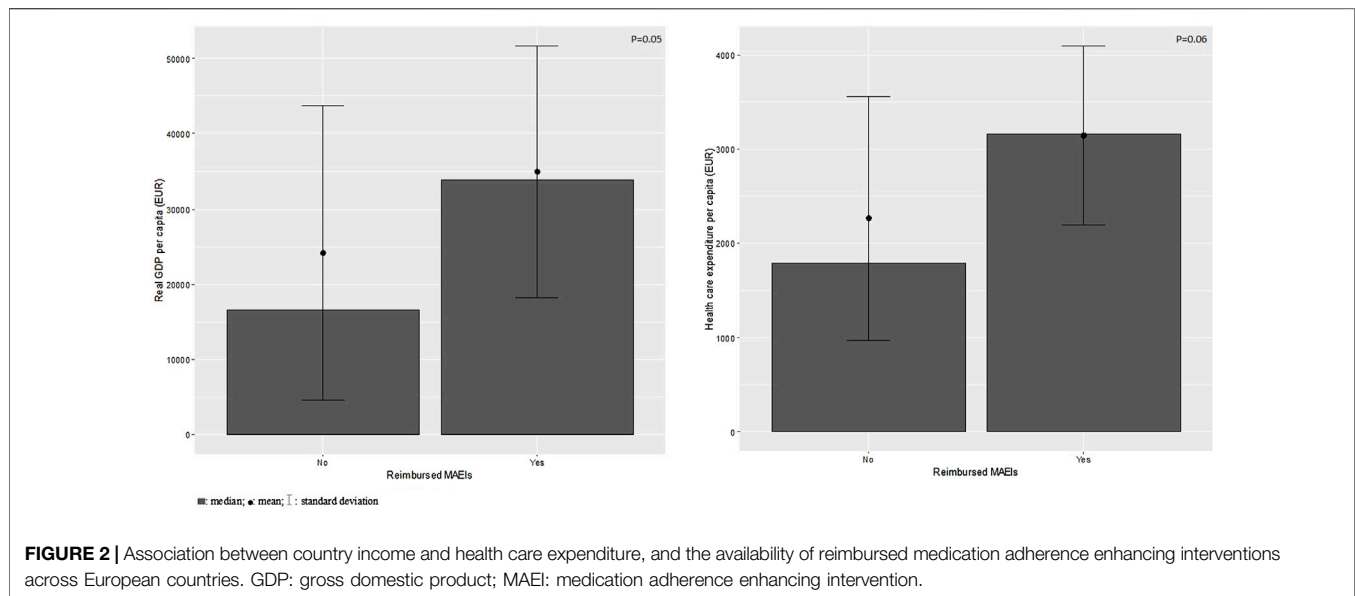 P=0.05
50000
40000
30000
20000
10000
0
Real GDP per capita (EUR)
No
Yes
Reimbursed MAEIs
P=0.06
4000
3000
2000
1000
0
Health care expenditure per capita (EUR)
No
Yes
Reimbursed MAEIs
■: median; ●: mean; I : standard deviation
FIGURE 2 | Association between country income and health care expenditure, and the availability of reimbursed medication adherence enhancing interventions
across European countries. GDP: gross domestic product; MAEI: medication adherence enhancing intervention.